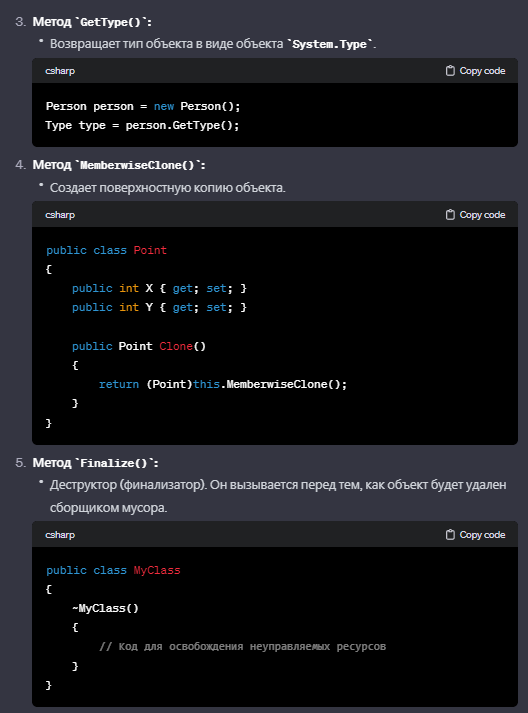 3. Метод `GetType()`:
• Возвращает тип объекта в виде объекта `System.Type`.
csharp Copy code
Person person = new Person();
Type type = person.GetType();
4. Метод `MemberwiseClone()`:
• Создает поверхностную копию объекта.
csharp Copy code
public class Point
{
    public int X { get; set; }
    public int Y { get; set; }
    public Point Clone()
    {
        return (Point)this.MemberwiseClone();
    }
}
5. Метод `Finalize()`:
• Деструктор (финализатор). Он вызывается перед тем, как объект будет удален
сборщиком мусора.
csharp Copy code
public class MyClass
{
    ~MyClass()
    {
        // Код для освобождения неуправляемых ресурсов
    }
}